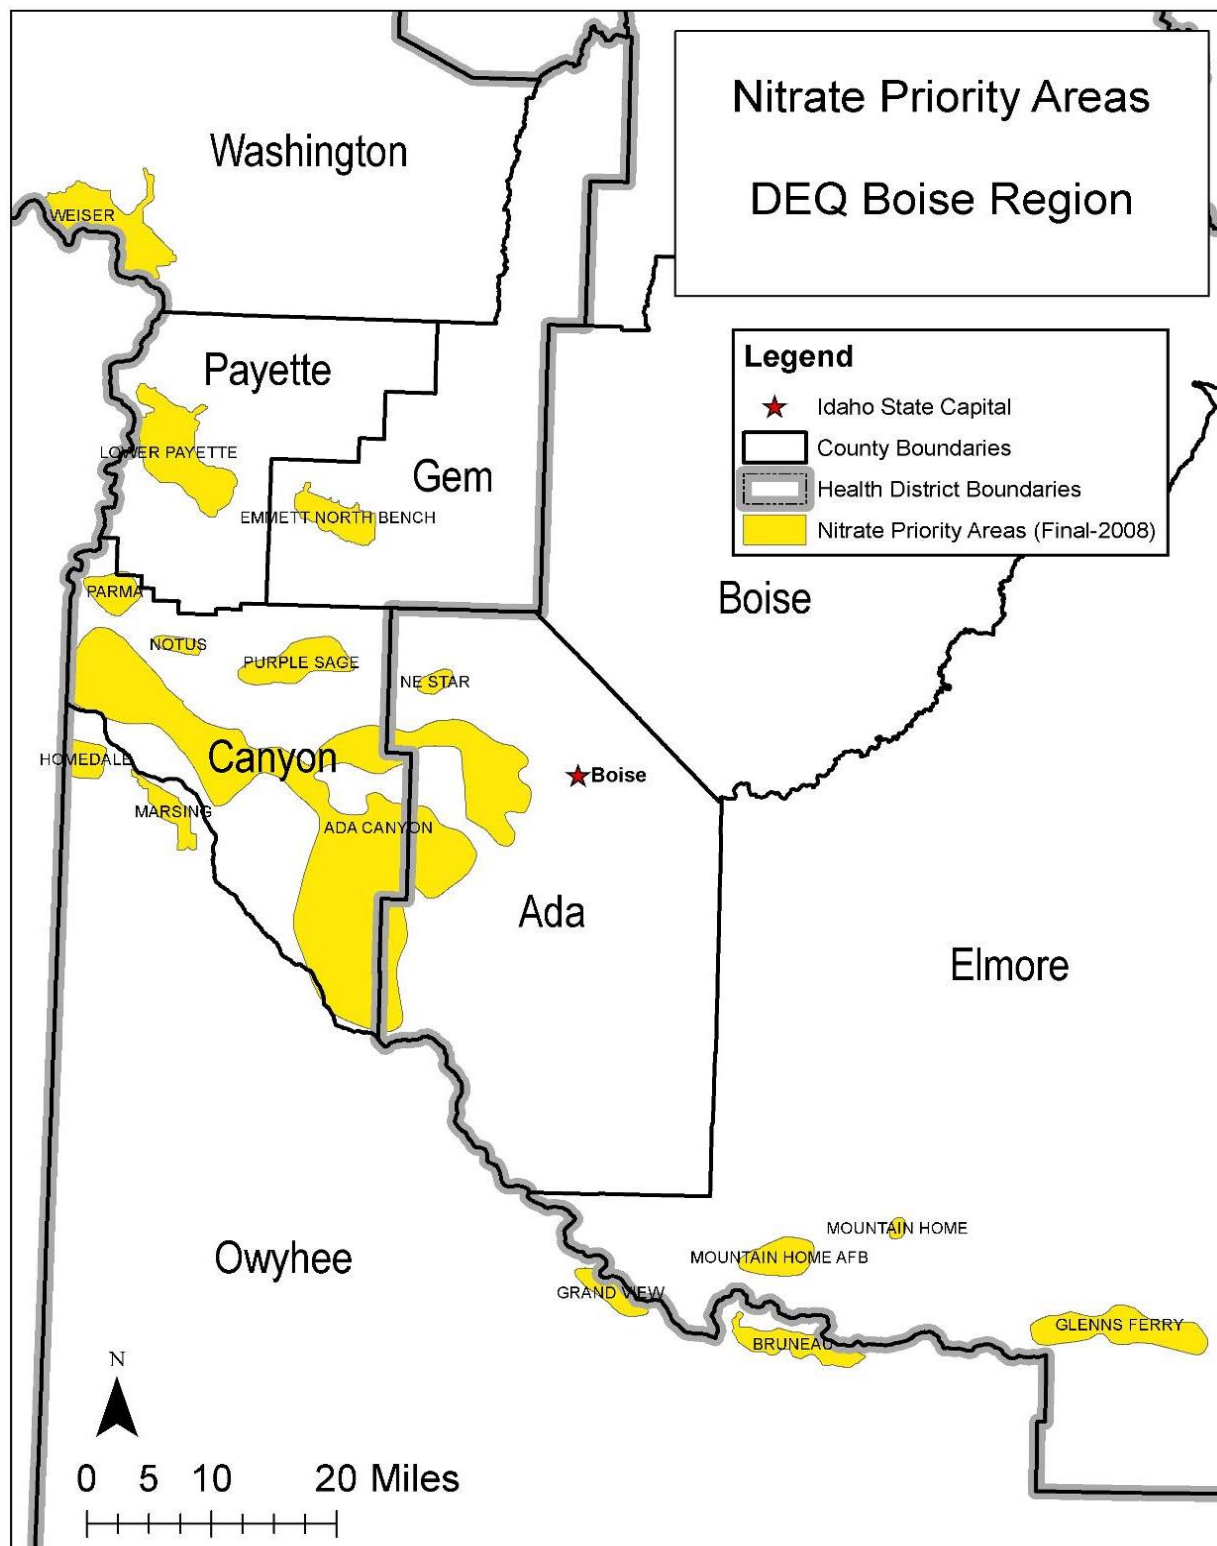 Nitrate Priority Areas
DEQ Boise Region
Washington
WEISER
Legend
Idaho State Capital
County Boundaries
Health District Boundaries
Nitrate Priority Areas (Final-2008)
Payette
LOWER PAYETTE
Gem
EMMETT NORTH BENCH
Boise
PARMA
NOTUS
PURPLE SAGE
NE STAR
HOMEDALE
Canyon
Boise
MARSING
ADA CANYON
Ada
Elmore
Owyhee
MOUNTAIN HOME
MOUNTAIN HOME AFB
GRAND VIEW
BRUNEAU
GLENNS FERRY
N
0 5 10 20 Miles